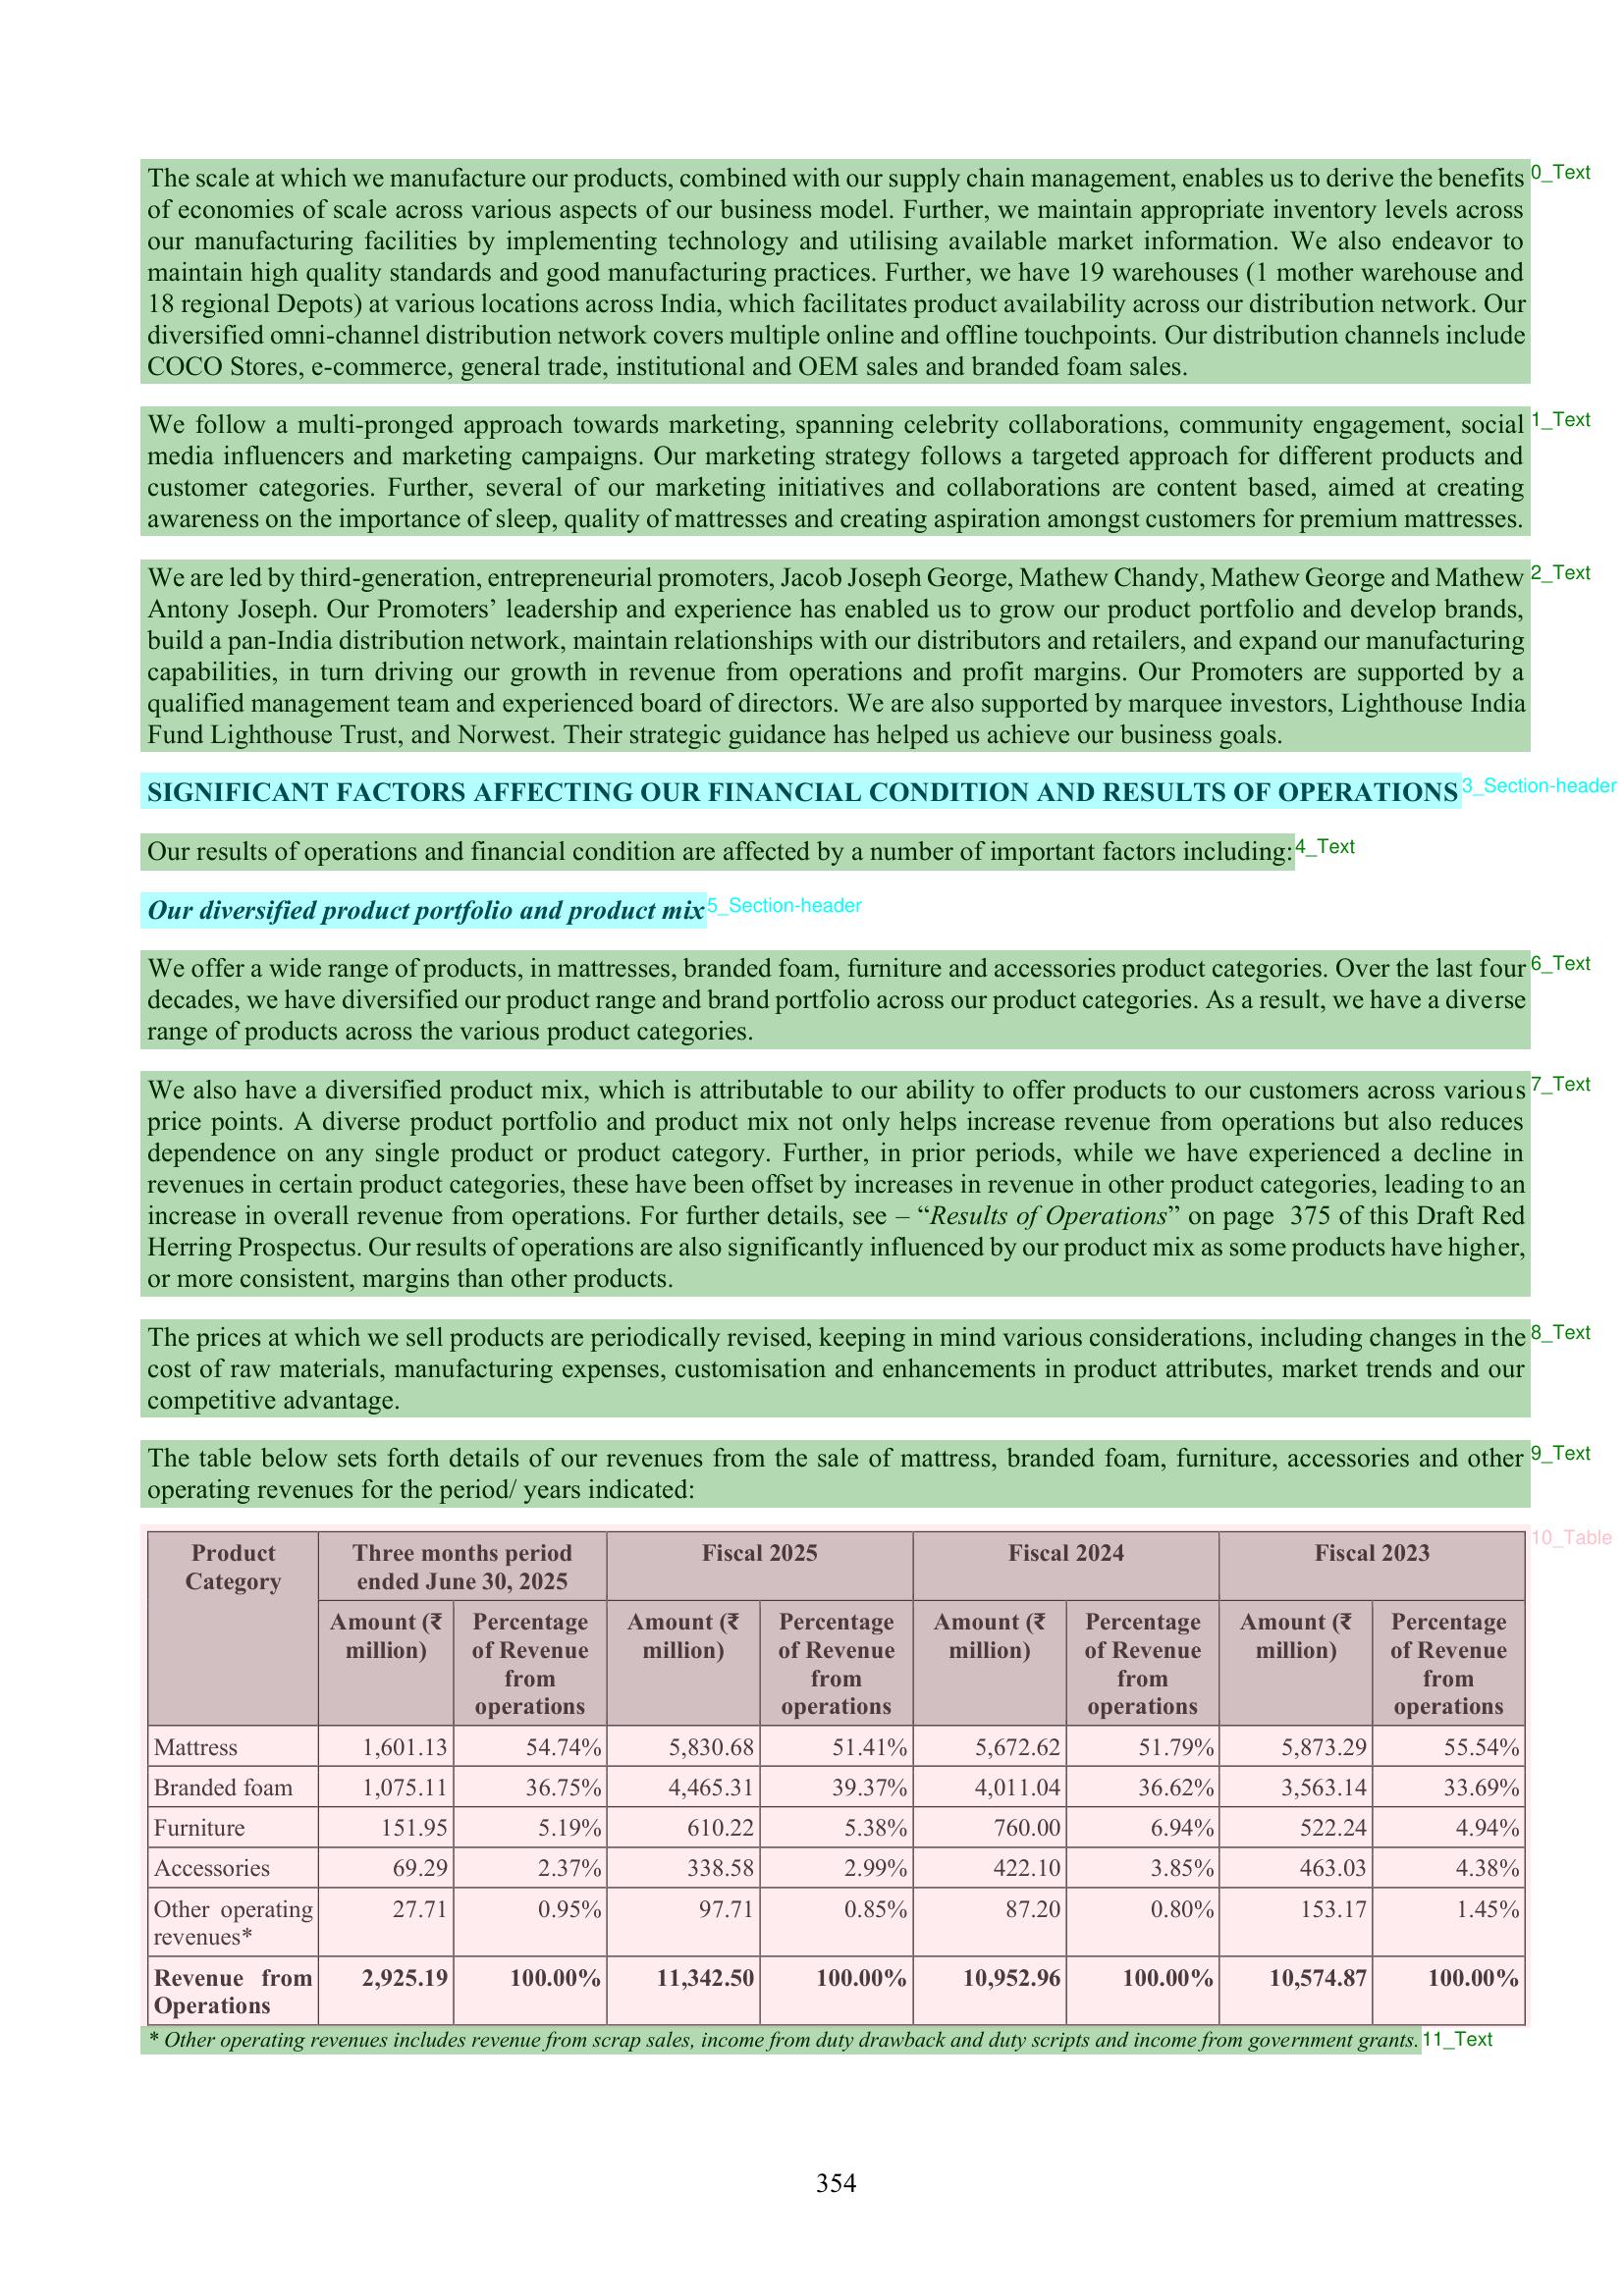 The scale at which we manufacture our products, combined with our supply chain management, enables us to derive the benefits 0_Text
of economies of scale across various aspects of our business model. Further, we maintain appropriate inventory levels across
our manufacturing facilities by implementing technology and utilising available market information. We also endeavor to
maintain high quality standards and good manufacturing practices. Further, we have 19 warehouses (1 mother warehouse and
18 regional Depots) at various locations across India, which facilitates product availability across our distribution network. Our
diversified omni-channel distribution network covers multiple online and offline touchpoints. Our distribution channels include
COCO Stores, e-commerce, general trade, institutional and OEM sales and branded foam sales.
We follow a multi-pronged approach towards marketing, spanning celebrity collaborations, community engagement, social 1_Text
media influencers and marketing campaigns. Our marketing strategy follows a targeted approach for different products and
customer categories. Further, several of our marketing initiatives and collaborations are content based, aimed at creating
awareness on the importance of sleep, quality of mattresses and creating aspiration amongst customers for premium mattresses.
We are led by third-generation, entrepreneurial promoters, Jacob Joseph George, Mathew Chandy, Mathew George and Mathew 2_Text
Antony Joseph. Our Promoters’ leadership and experience has enabled us to grow our product portfolio and develop brands,
build a pan-India distribution network, maintain relationships with our distributors and retailers, and expand our manufacturing
capabilities, in turn driving our growth in revenue from operations and profit margins. Our Promoters are supported by a
qualified management team and experienced board of directors. We are also supported by marquee investors, Lighthouse India
Fund Lighthouse Trust, and Norwest. Their strategic guidance has helped us achieve our business goals.
SIGNIFICANT FACTORS AFFECTING OUR FINANCIAL CONDITION AND RESULTS OF OPERATIONS 3_Section-header
Our results of operations and financial condition are affected by a number of important factors including: 4_Text
Our diversified product portfolio and product mix 5_Section-header
We offer a wide range of products, in mattresses, branded foam, furniture and accessories product categories. Over the last four 6_Text
decades, we have diversified our product range and brand portfolio across our product categories. As a result, we have a diverse
range of products across the various product categories.
We also have a diversified product mix, which is attributable to our ability to offer products to our customers across various 7_Text
price points. A diverse product portfolio and product mix not only helps increase revenue from operations but also reduces
dependence on any single product or product category. Further, in prior periods, while we have experienced a decline in
revenues in certain product categories, these have been offset by increases in revenue in other product categories, leading to an
increase in overall revenue from operations. For further details, see – “Results of Operations” on page 375 of this Draft Red
Herring Prospectus. Our results of operations are also significantly influenced by our product mix as some products have higher,
or more consistent, margins than other products.
The prices at which we sell products are periodically revised, keeping in mind various considerations, including changes in the 8_Text
cost of raw materials, manufacturing expenses, customisation and enhancements in product attributes, market trends and our
competitive advantage.
The table below sets forth details of our revenues from the sale of mattress, branded foam, furniture, accessories and other 9_Text
operating revenues for the period/ years indicated:
10_Table
Product Three months period Fiscal 2025 Fiscal 2024 Fiscal 2023
Category ended June 30, 2025
Amount (₹ Percentage Amount (₹ Percentage Amount (₹ Percentage Amount (₹ Percentage
million) of Revenue million) of Revenue million) of Revenue million) of Revenue
from from from from
operations operations operations operations
Mattress 1,601.13 54.74% 5,830.68 51.41% 5,672.62 51.79% 5,873.29 55.54%
Branded foam 1,075.11 36.75% 4,465.31 39.37% 4,011.04 36.62% 3,563.14 33.69%
Furniture 151.95 5.19% 610.22 5.38% 760.00 6.94% 522.24 4.94%
Accessories 69.29 2.37% 338.58 2.99% 422.10 3.85% 463.03 4.38%
Other operating 27.71 0.95% 97.71 0.85% 87.20 0.80% 153.17 1.45%
revenues*
Revenue from 2,925.19 100.00% 11,342.50 100.00% 10,952.96 100.00% 10,574.87 100.00%
Operations
* Other operating revenues includes revenue from scrap sales, income from duty drawback and duty scripts and income from government grants. 11_Text
354